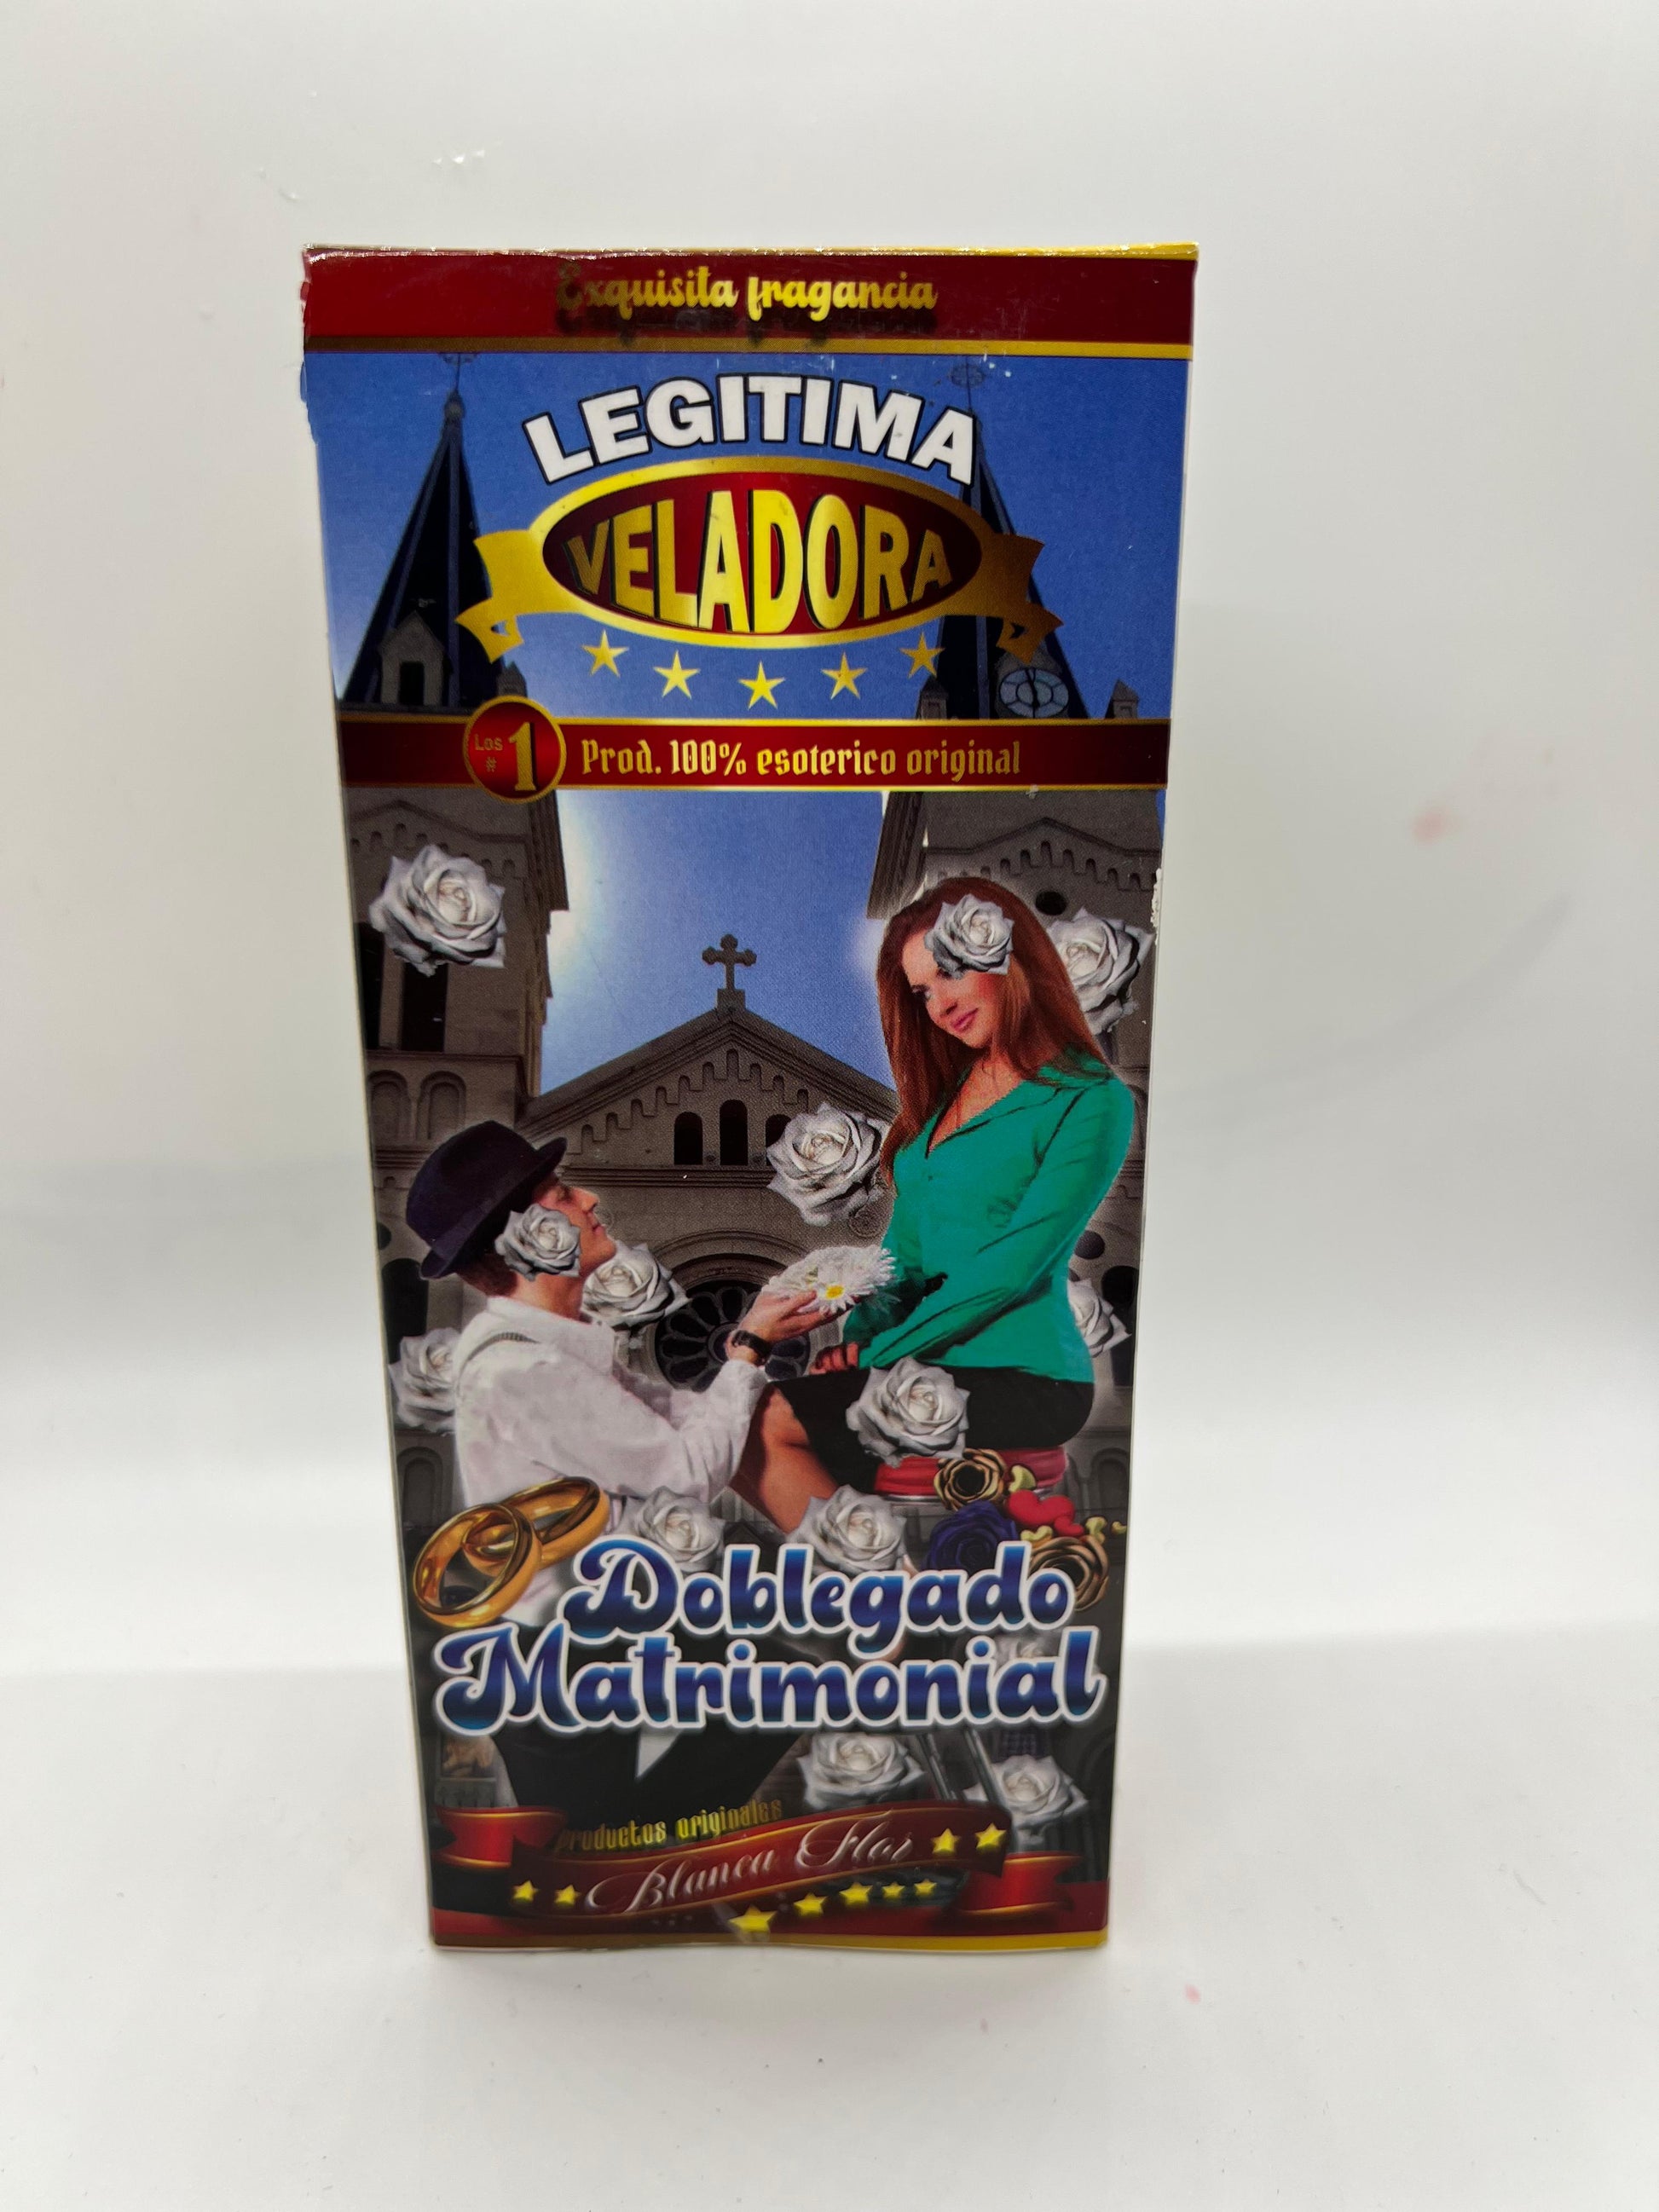 Exquisita fragancia
LEGITIMA
VELADORA
Los # 1
Prod. 100% esoterico original
Doblegado
Matrimonial
productos originales
Blanca Flor